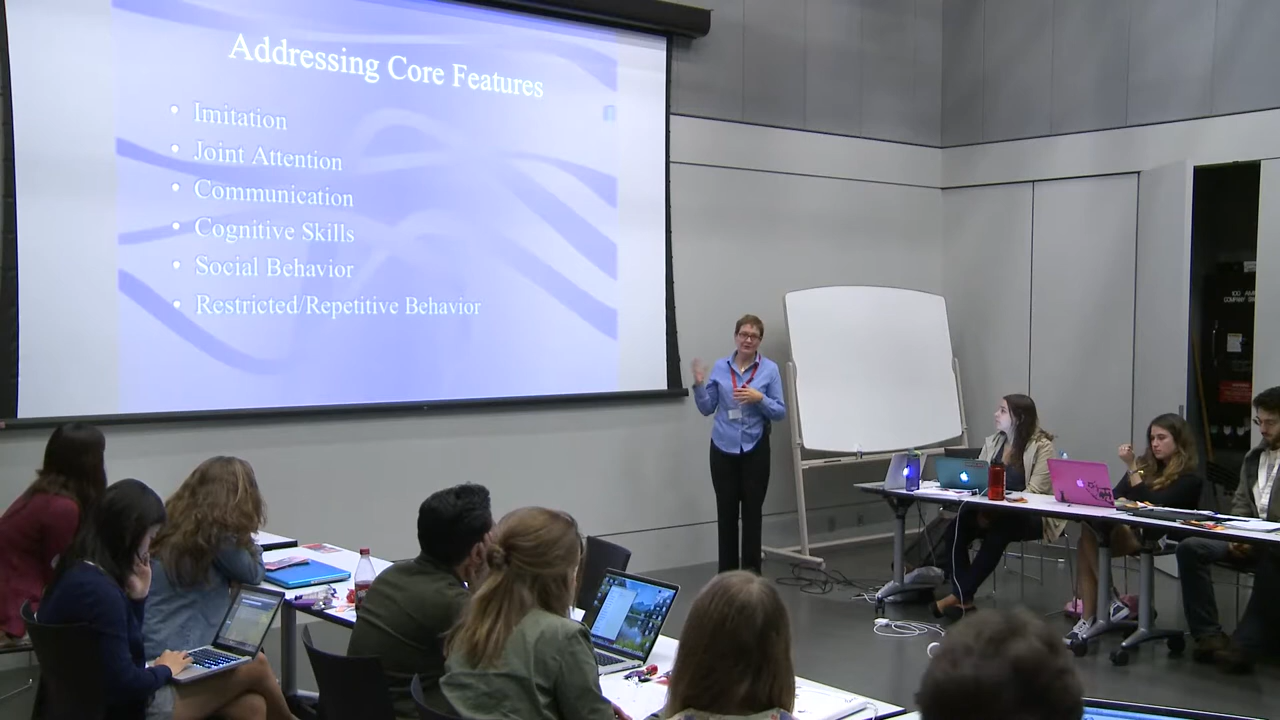 Addressing Core Features
• Imitation
• Joint Attention
• Communication
• Cognitive Skills
• Social Behavior
• Restricted/Repetitive Behavior